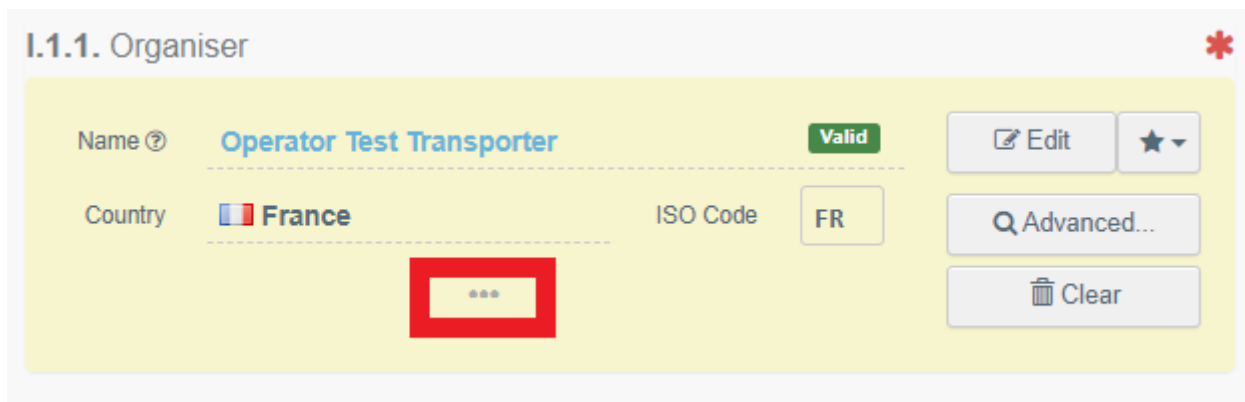 I.1.1. Organiser *
Name ? Operator Test Transporter Valid Edit
Country France ISO Code FR Advanced...
••• Clear